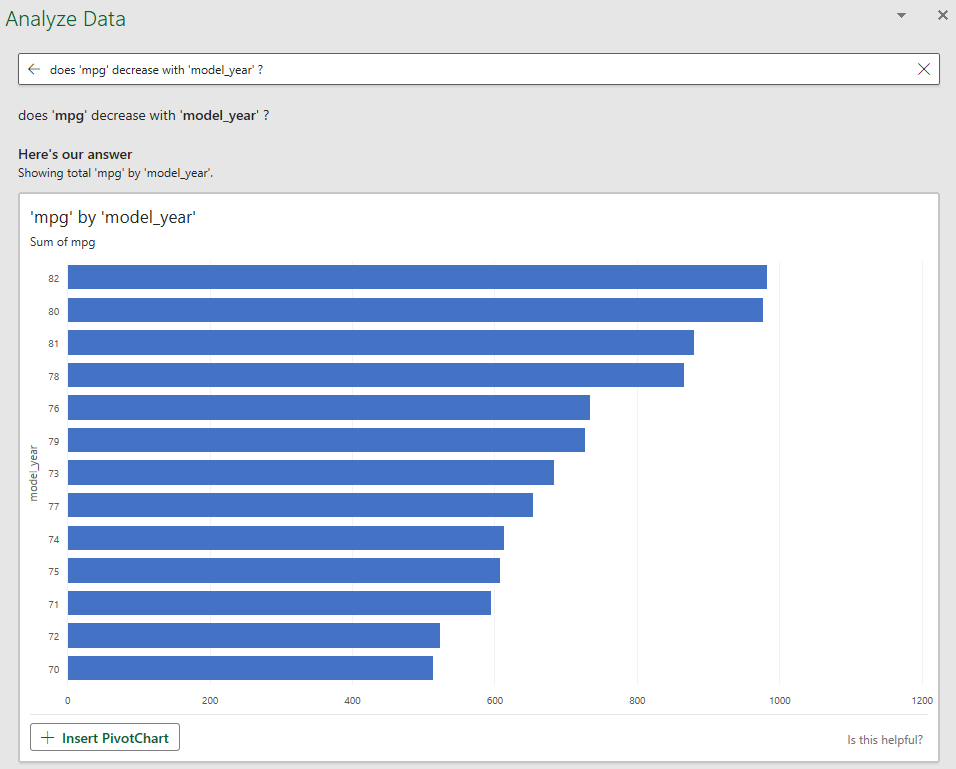 Analyze Data
does 'mpg' decrease with 'model_year' ?
does 'mpg' decrease with 'model_year' ?
Here's our answer
Showing total 'mpg' by 'model_year'.
'mpg' by 'model_year'
Sum of mpg
82
80
81
78
76
79
73
77
74
75
71
72
70
model_year
0 200 400 600 800 1000 1200
Insert PivotChart
Is this helpful?